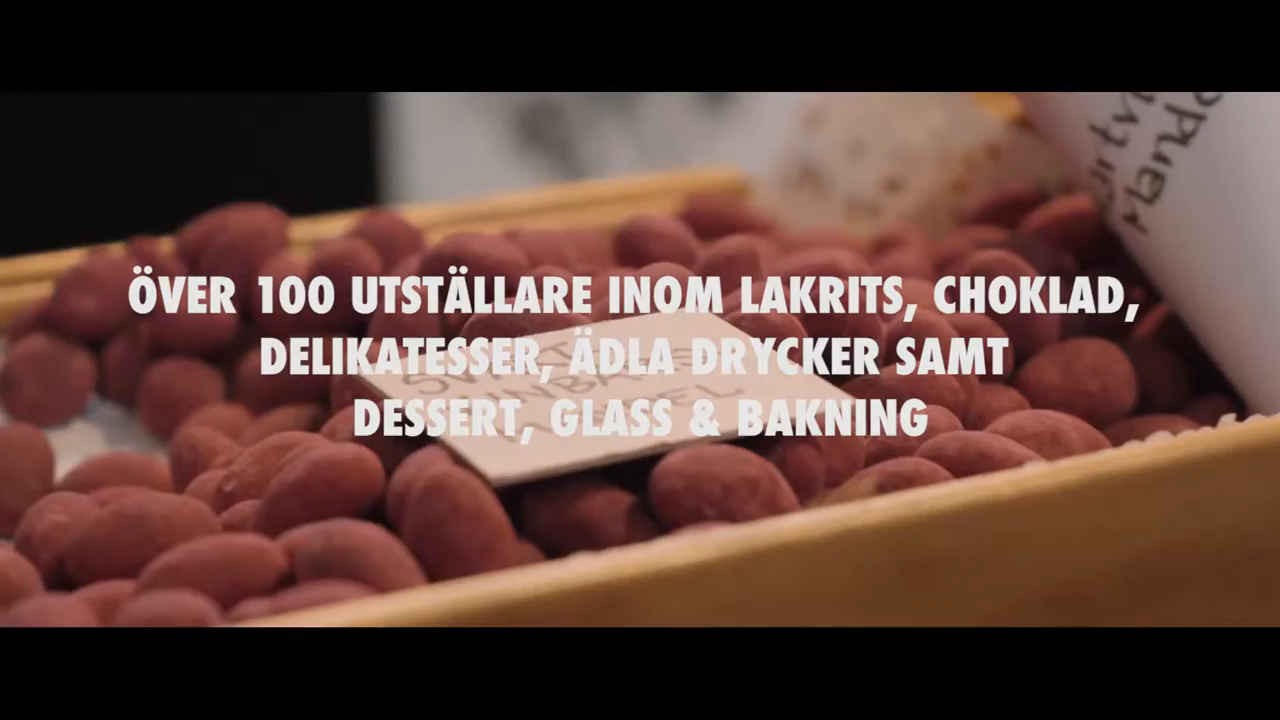 ÖVER 100 UTSTÄLLARE INOM LAKRITS, CHOKLAD,
DELIKATESSER, ÄDLA DRYCKER SAMT
DESSERT, GLASS & BAKNING